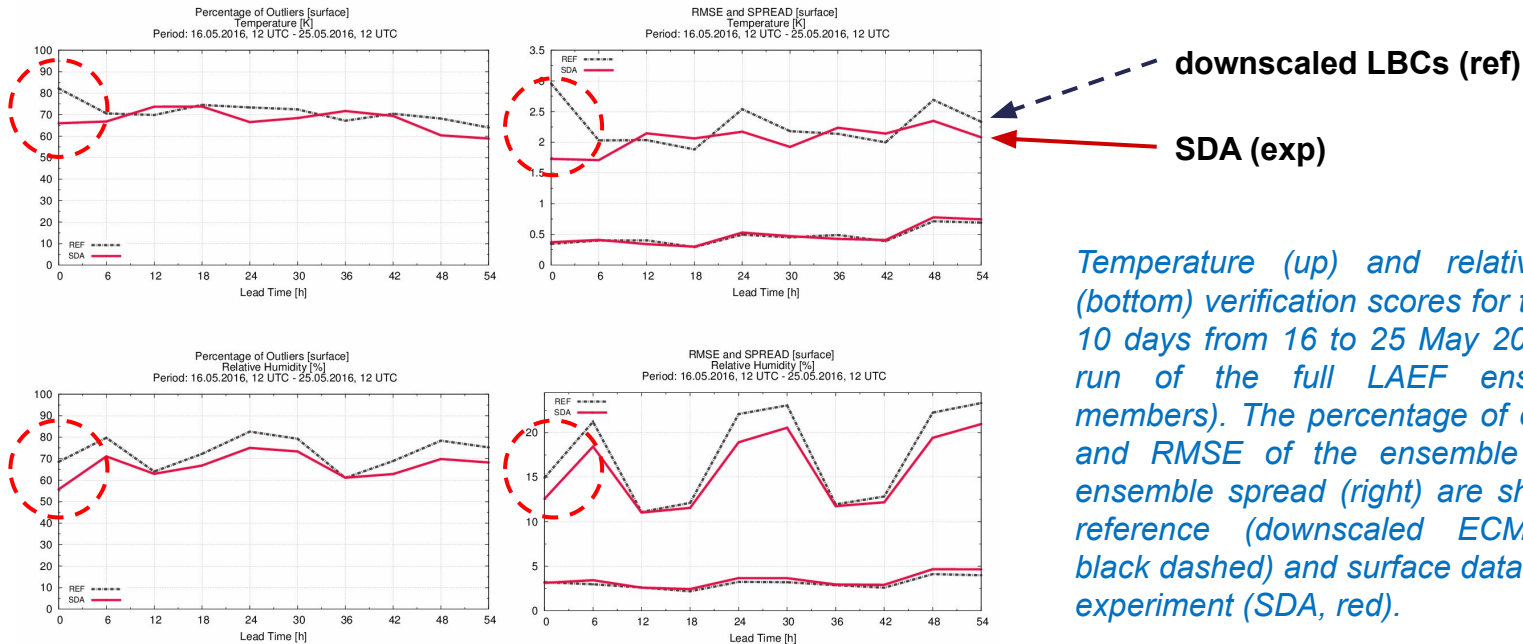 Percentage of Outliers [surface]
Temperature [K]
Period: 16.05.2016, 12 UTC - 25.05.2016, 12 UTC
100
90
80
70
60
50
40
30
20
10
0
REF
SDA
0 6 12 18 24 30 36 42 48 54
Lead Time [h]
RMSE and SPREAD [surface]
Temperature [K]
Period: 16.05.2016, 12 UTC - 25.05.2016, 12 UTC
3.5
REF
SDA
2.5
2
1.5
1
0.5
0
0 6 12 18 24 30 36 42 48 54
Lead Time [h]
downscaled LBCs (ref)
SDA (exp)
Percentage of Outliers [surface]
Relative Humidity [%]
Period: 16.05.2016, 12 UTC - 25.05.2016, 12 UTC
100
90
80
70
60
50
40
30
20
10
0
REF
SDA
0 6 12 18 24 30 36 42 48 54
Lead Time [h]
RMSE and SPREAD [surface]
Relative Humidity [%]
Period: 16.05.2016, 12 UTC - 25.05.2016, 12 UTC
REF
SDA
20
15
10
5
0
0 6 12 18 24 30 36 42 48 54
Lead Time [h]
Temperature (up) and
(bottom) verification scores for
10 days from 16 to 25 May
run of the full LAEF
members). The percentage of
and RMSE of the ensemble
ensemble spread (right) are
reference (downscaled
black dashed) and surface data
experiment (SDA, red).